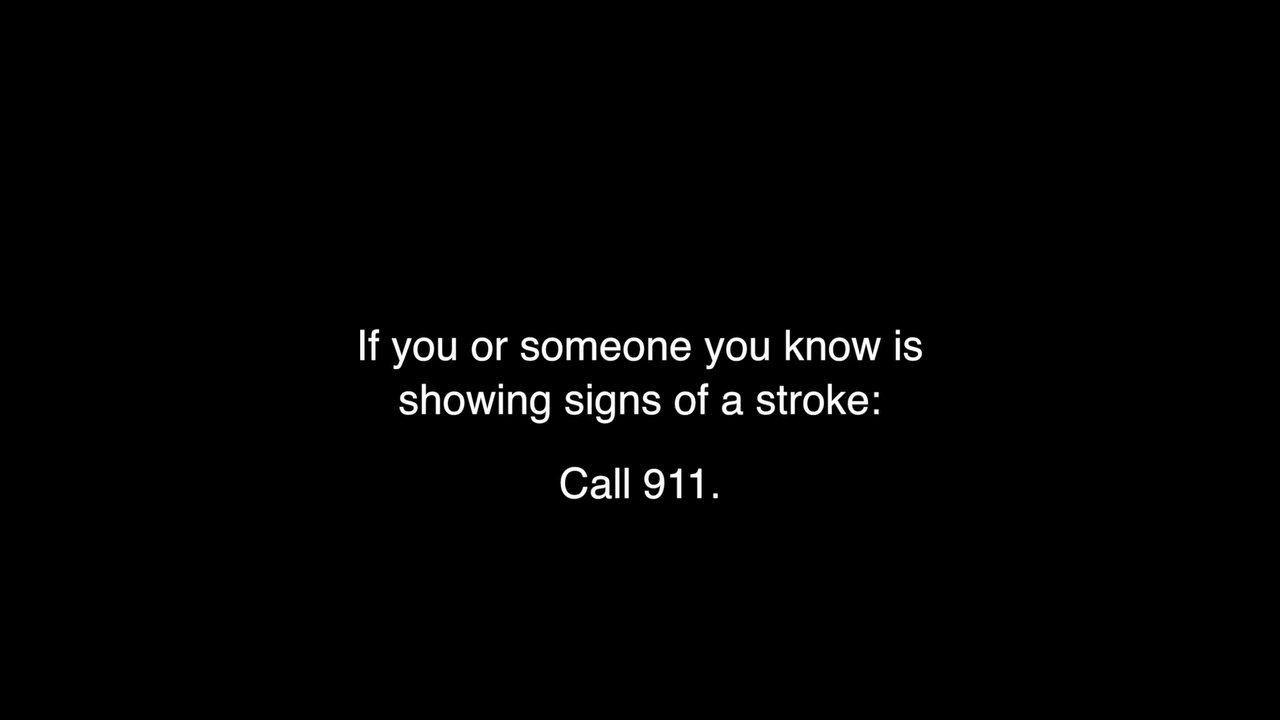 If you or someone you know is
showing signs of a stroke:
Call 911.